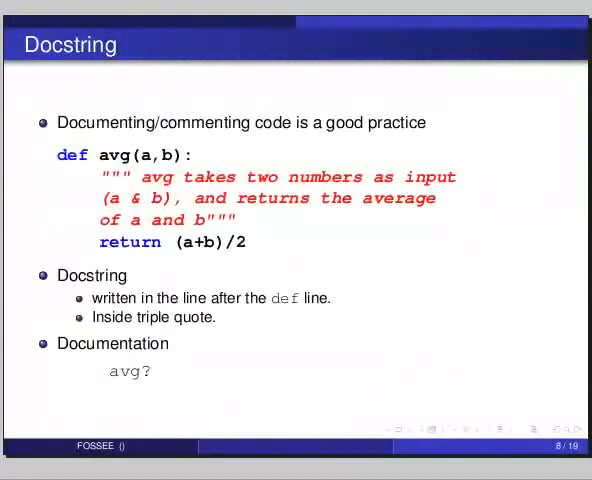 Docstring
Documenting/commenting code is a good practice
def avg(a,b):
""" avg takes two numbers as input
(a & b), and returns the average
of a and b"""
return (a+b)/2
Docstring
written in the line after the def line.
Inside triple quote.
Documentation
avg?
FOSSEE ()
8 / 19